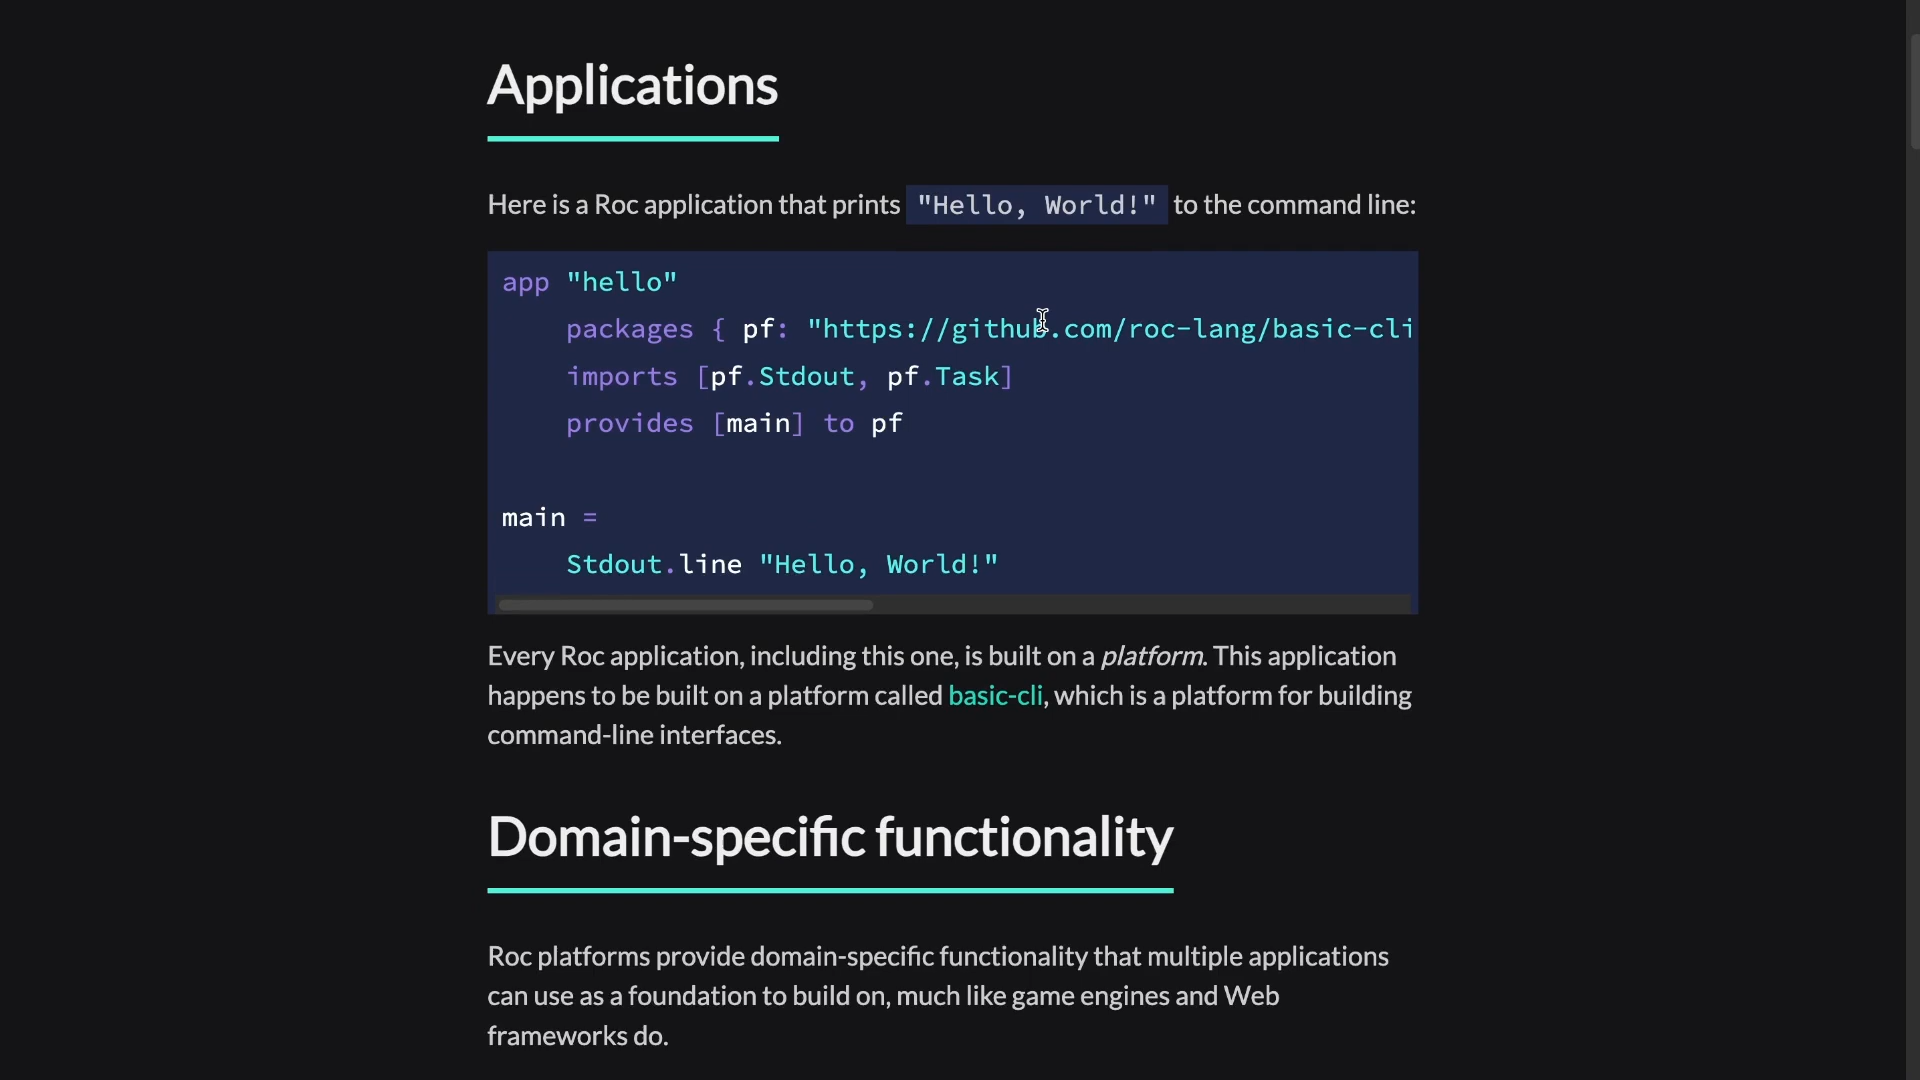 Applications
Here is a Roc application that prints "Hello, World!" to the command line:
app "hello"
    packages { pf: "https://github.com/roc-lang/basic-cli
    imports [pf.Stdout, pf.Task]
    provides [main] to pf
main =
    Stdout.line "Hello, World!"
Every Roc application, including this one, is built on a platform. This application
happens to be built on a platform called basic-cli, which is a platform for building
command-line interfaces.
Domain-specific functionality
Roc platforms provide domain-specific functionality that multiple applications
can use as a foundation to build on, much like game engines and Web
frameworks do.